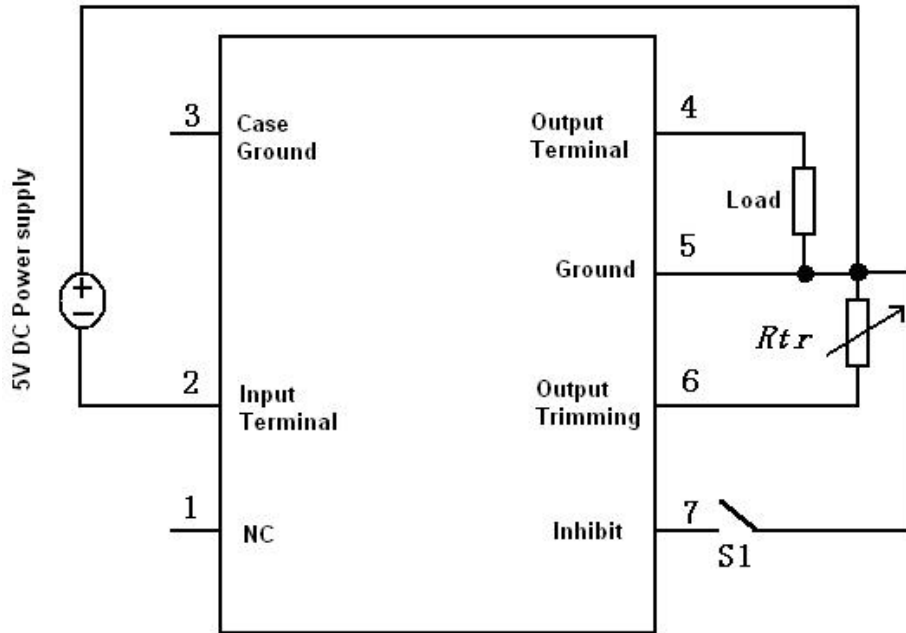 5V DC Power supply
+
−
3
Case
Ground
2
Input
Terminal
1
NC
Output
Terminal
4
Load
Ground
5
Rtr
Output
Trimming
6
Inhibit
7
S1